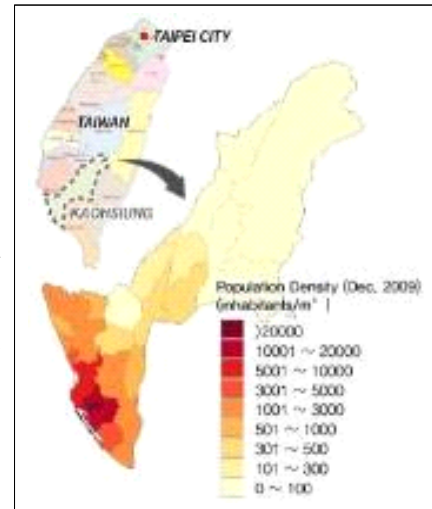 TAIPEI CITY
TAIWAN
KAOHSIUNG
Population Density (Dec. 2009)
(inhabitants/m² )
>20000
10001 ~ 20000
5001 ~ 10000
3001 ~ 5000
1001 ~ 3000
501 ~ 1000
301 ~ 500
101 ~ 300
0 ~ 100